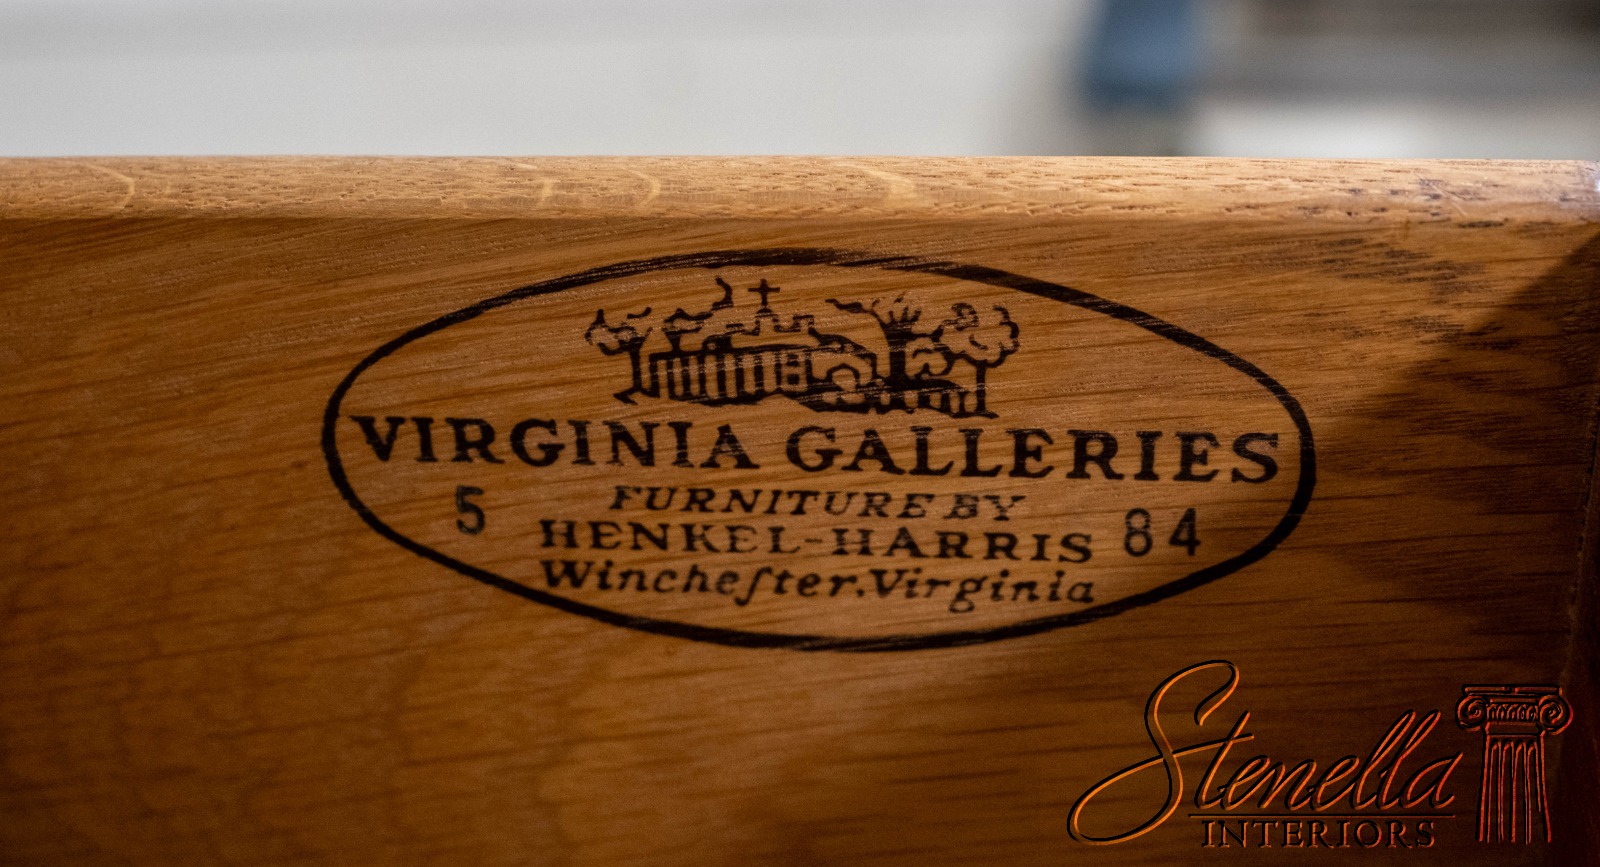 VIRGINIA GALLERIES
5 FURNITURE BY 84
HENKEL-HARRIS
Wincheſter. Virginia
Stenella
INTERIORS